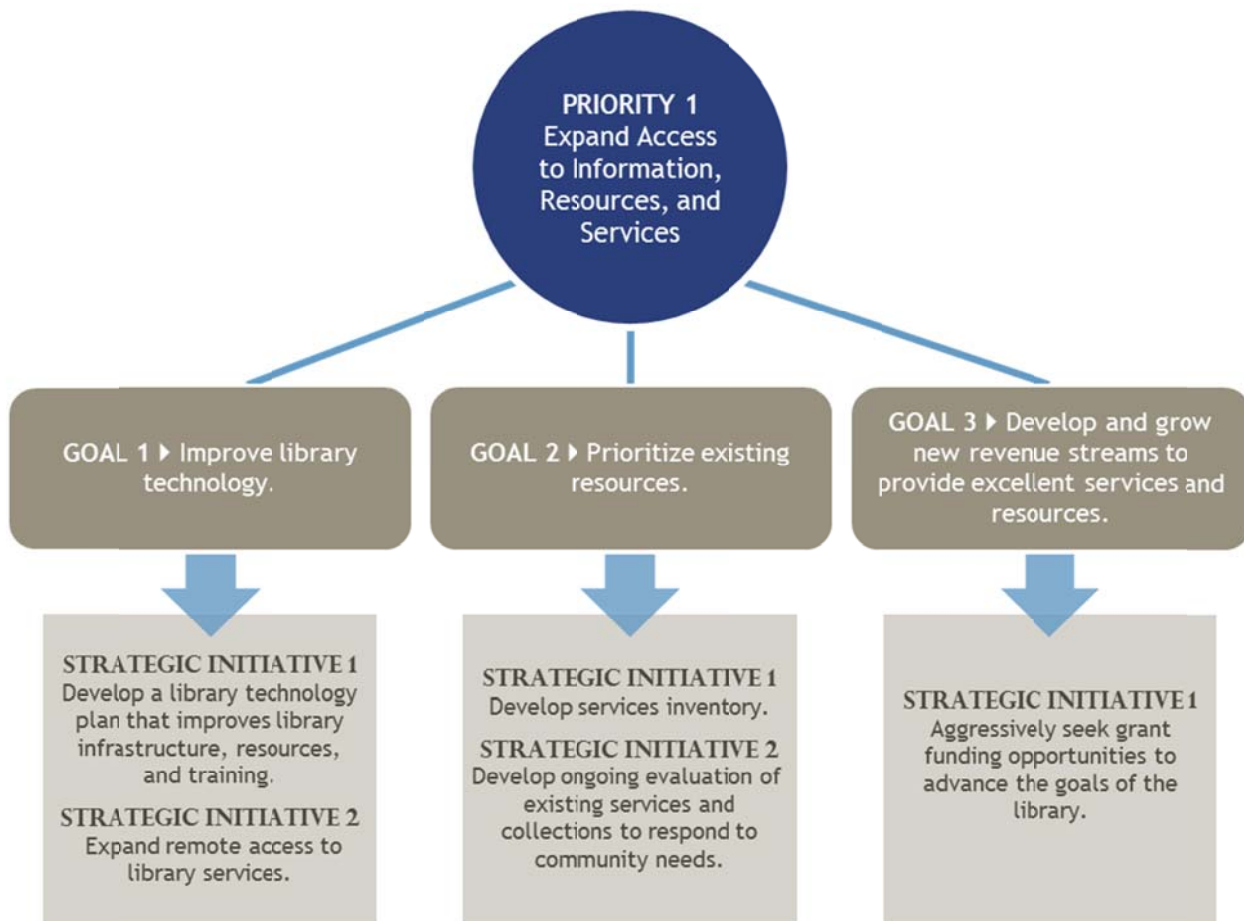 PRIORITY 1
Expand Access
to Information,
Resources, and
Services
GOAL 1 ▶ Improve library
technology.
GOAL 2 ▶ Prioritize existing
resources.
GOAL 3 ▶ Develop and grow
new revenue streams to
provide excellent services and
resources.
STRATEGIC INITIATIVE 1
Develop a library technology
plan that improves library
infrastructure, resources,
and training.
STRATEGIC INITIATIVE 2
Expand remote access to
library services.
STRATEGIC INITIATIVE 1
Develop services inventory.
STRATEGIC INITIATIVE 2
Develop ongoing evaluation of
existing services and
collections to respond to
community needs.
STRATEGIC INITIATIVE 1
Aggressively seek grant
funding opportunities to
advance the goals of the
library.